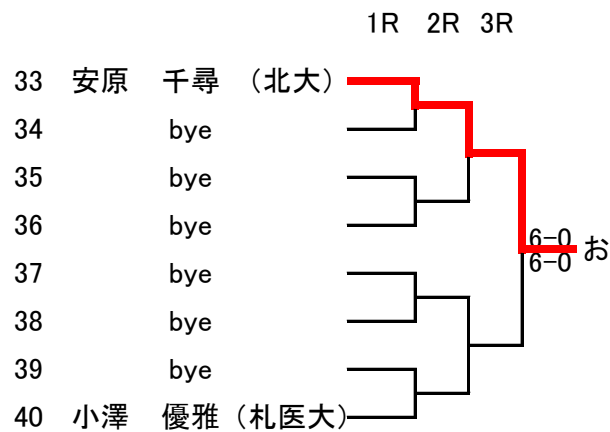 1R 2R 3R
33 安原 千尋 (北大)
34 bye
35 bye
36 bye
6-0 お
6-0
37 bye
38 bye
39 bye
40 小澤 優雅 (札医大)